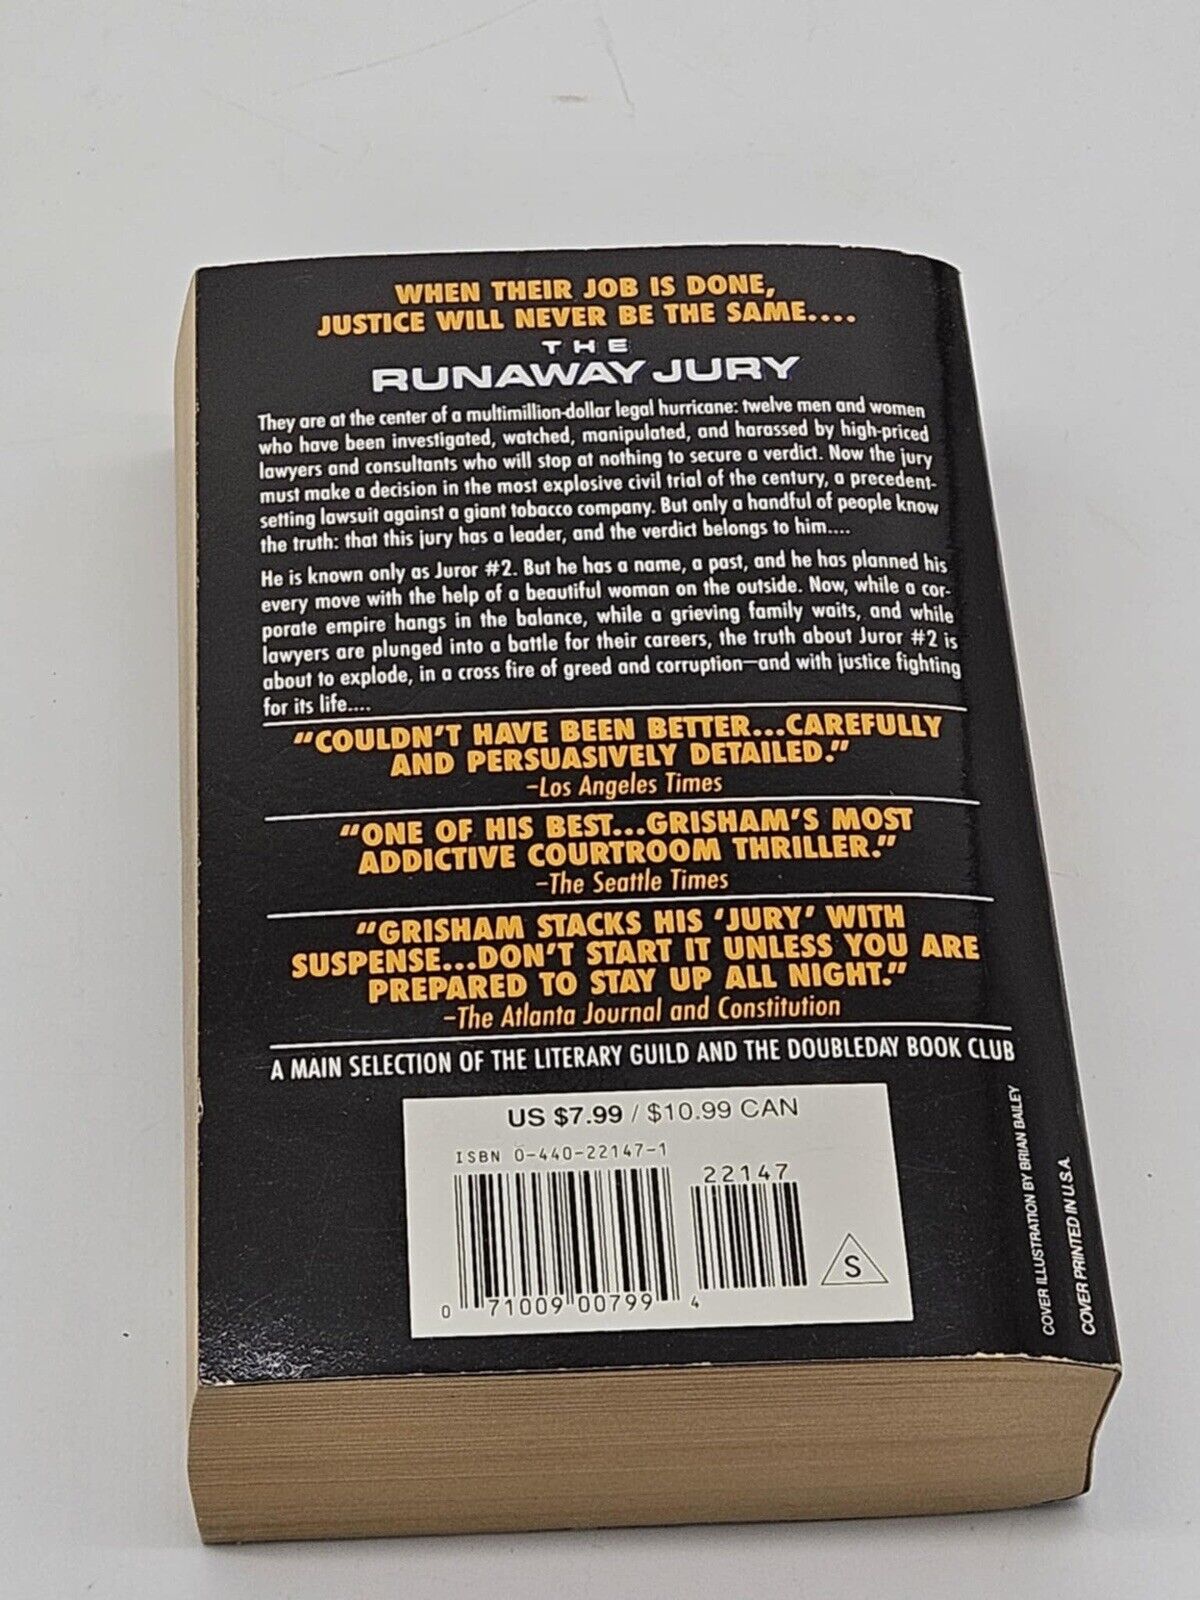 WHEN THEIR JOB IS DONE,
JUSTICE WILL NEVER BE THE SAME....
THE
RUNAWAY JURY
They are at the center of a multimillion-dollar legal hurricane: twelve men and women
who have been investigated, watched, manipulated, and harassed by high-priced
lawyers and consultants who will stop at nothing to secure a verdict. Now the jury
must make a decision in the most explosive civil trial of the century, a precedent-
setting lawsuit against a giant tobacco company. But only a handful of people know
the truth: that this jury has a leader, and the verdict belongs to him....
He is known only as Juror #2. But he has a name, a past, and he has planned his
every move with the help of a beautiful woman on the outside. Now, while a cor-
porate empire hangs in the balance, while a grieving family waits, and while
lawyers are plunged into a battle for their careers, the truth about Juror #2 is
about to explode, in a cross fire of greed and corruption—and with justice fighting
for its life....
"COULDN'T HAVE BEEN BETTER...CAREFULLY
AND PERSUASIVELY DETAILED."
–Los Angeles Times
"ONE OF HIS BEST...GRISHAM'S MOST
ADDICTIVE COURTROOM THRILLER."
–The Seattle Times
"GRISHAM STACKS HIS 'JURY' WITH
SUSPENSE...DON'T START IT UNLESS YOU ARE
PREPARED TO STAY UP ALL NIGHT."
–The Atlanta Journal and Constitution
A MAIN SELECTION OF THE LITERARY GUILD AND THE DOUBLEDAY BOOK CLUB
US $7.99 / $10.99 CAN
ISBN 0-440-22147-1
22147
0 71009 00799 4
S
COVER ILLUSTRATION BY BRIAN BAILEY
COVER PRINTED IN U.S.A.